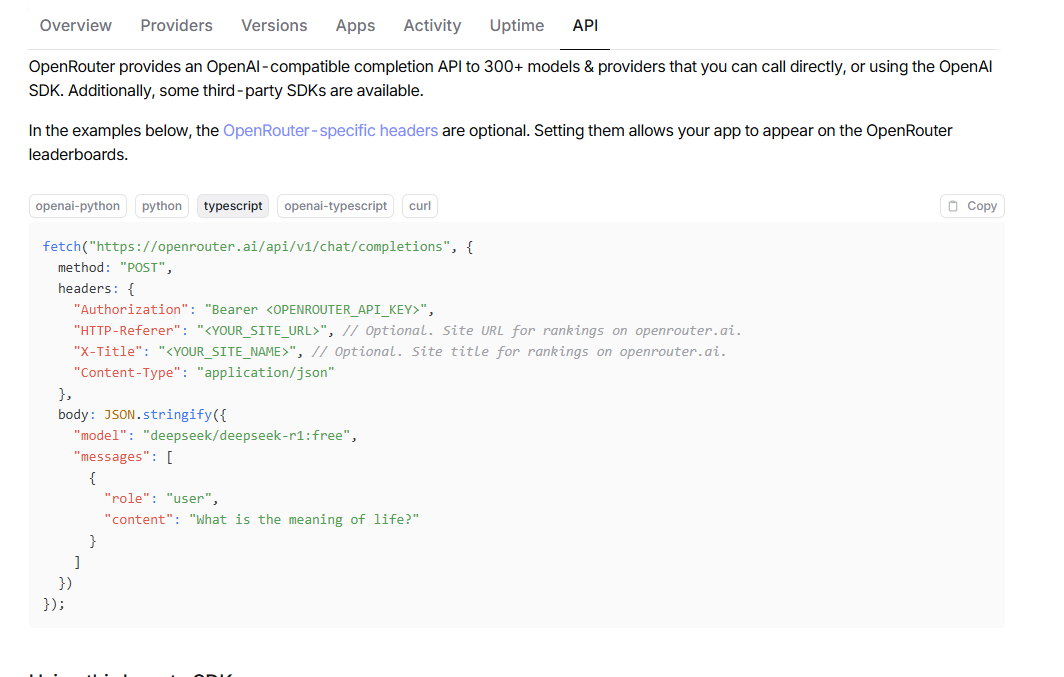 Overview Providers Versions Apps Activity Uptime API
OpenRouter provides an OpenAI-compatible completion API to 300+ models & providers that you can call directly, or using the OpenAI
SDK. Additionally, some third-party SDKs are available.
In the examples below, the OpenRouter-specific headers are optional. Setting them allows your app to appear on the OpenRouter
leaderboards.
openai-python python typescript openai-typescript curl Copy
fetch("https://openrouter.ai/api/v1/chat/completions", {
  method: "POST",
  headers: {
    "Authorization": "Bearer <OPENROUTER_API_KEY>",
    "HTTP-Referer": "<YOUR_SITE_URL>", // Optional. Site URL for rankings on openrouter.ai.
    "X-Title": "<YOUR_SITE_NAME>", // Optional. Site title for rankings on openrouter.ai.
    "Content-Type": "application/json"
  },
  body: JSON.stringify({
    "model": "deepseek/deepseek-r1:free",
    "messages": [
      {
        "role": "user",
        "content": "What is the meaning of life?"
      }
    ]
  })
});